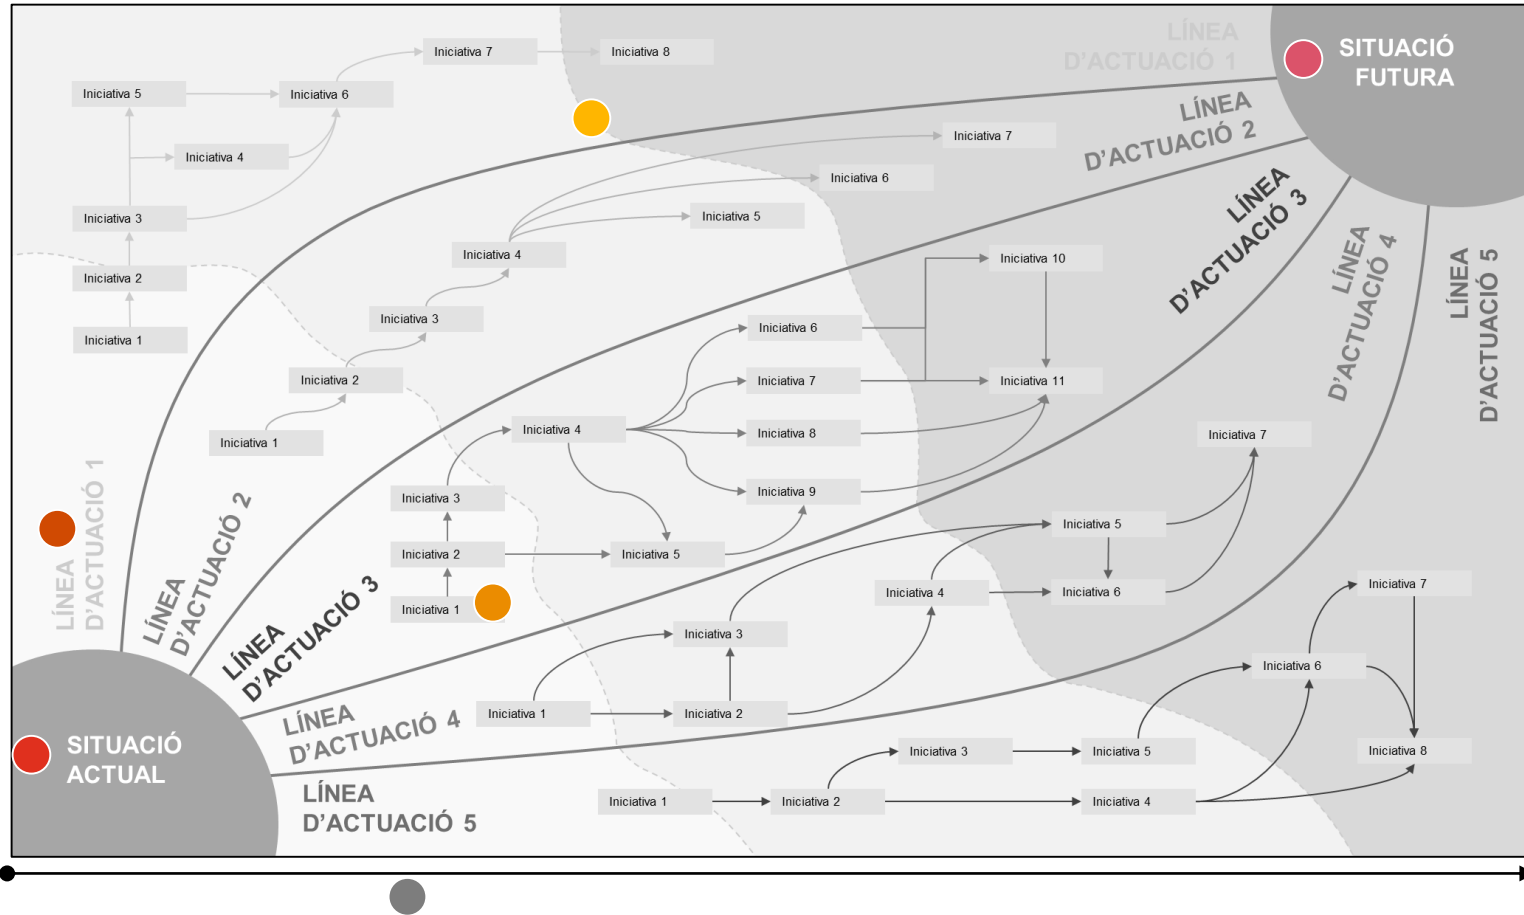 LÍNEA
D'ACTUACIÓ 1
SITUACIÓ
FUTURA
Iniciativa 7
Iniciativa 8
Iniciativa 5
Iniciativa 6
Iniciativa 4
Iniciativa 3
Iniciativa 2
Iniciativa 1
LÍNEA
D'ACTUACIÓ 1
LÍNEA
D'ACTUACIÓ 2
Iniciativa 7
Iniciativa 6
Iniciativa 5
Iniciativa 4
Iniciativa 3
Iniciativa 2
Iniciativa 1
LÍNEA
D'ACTUACIÓ 2
LÍNEA
D'ACTUACIÓ 3
Iniciativa 10
Iniciativa 6
Iniciativa 7
Iniciativa 11
Iniciativa 4
Iniciativa 8
Iniciativa 9
Iniciativa 3
Iniciativa 2
Iniciativa 5
Iniciativa 1
LÍNEA
D'ACTUACIÓ 3
LÍNEA
D'ACTUACIÓ 4
Iniciativa 7
Iniciativa 5
Iniciativa 4
Iniciativa 6
Iniciativa 3
Iniciativa 1
Iniciativa 2
LÍNEA
D'ACTUACIÓ 4
LÍNEA
D'ACTUACIÓ 5
Iniciativa 7
Iniciativa 6
Iniciativa 3
Iniciativa 5
Iniciativa 8
Iniciativa 1
Iniciativa 2
Iniciativa 4
LÍNEA
D'ACTUACIÓ 5
SITUACIÓ
ACTUAL